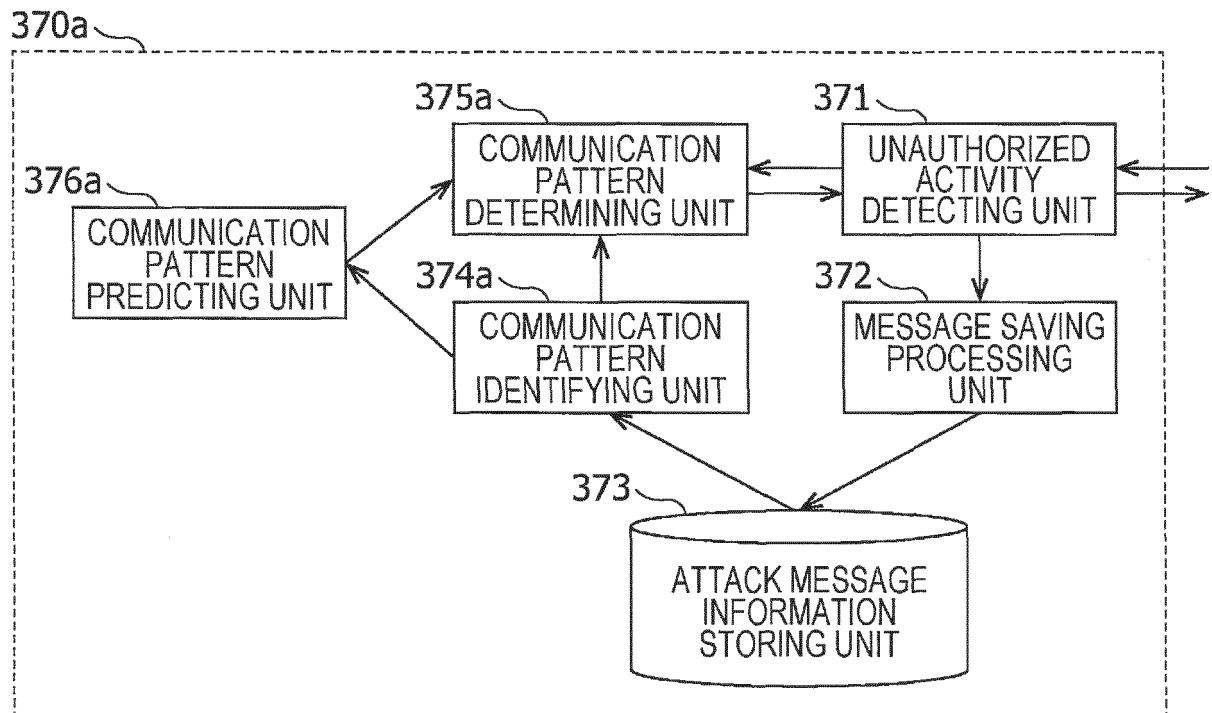 370a
375a
COMMUNICATION
PATTERN
DETERMINING UNIT
371
UNAUTHORIZED
ACTIVITY
DETECTING UNIT
376a
COMMUNICATION
PATTERN
PREDICTING UNIT
374a
COMMUNICATION
PATTERN
IDENTIFYING UNIT
372
MESSAGE SAVING
PROCESSING
UNIT
373
ATTACK MESSAGE
INFORMATION
STORING UNIT